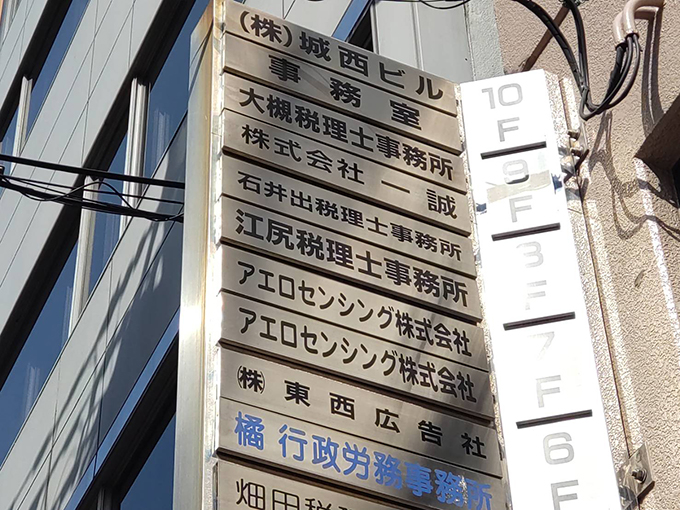 (株)城西ビル
事務室
大槻税理士事務所
株式会社一誠
石井出税理士事務所
江尻税理士事務所
アエロセンシング株式会社
アエロセンシング株式会社
㈱ 東西広告社
橘 行政労務事務所
畑田税
10F
9F
8F
7F
6F